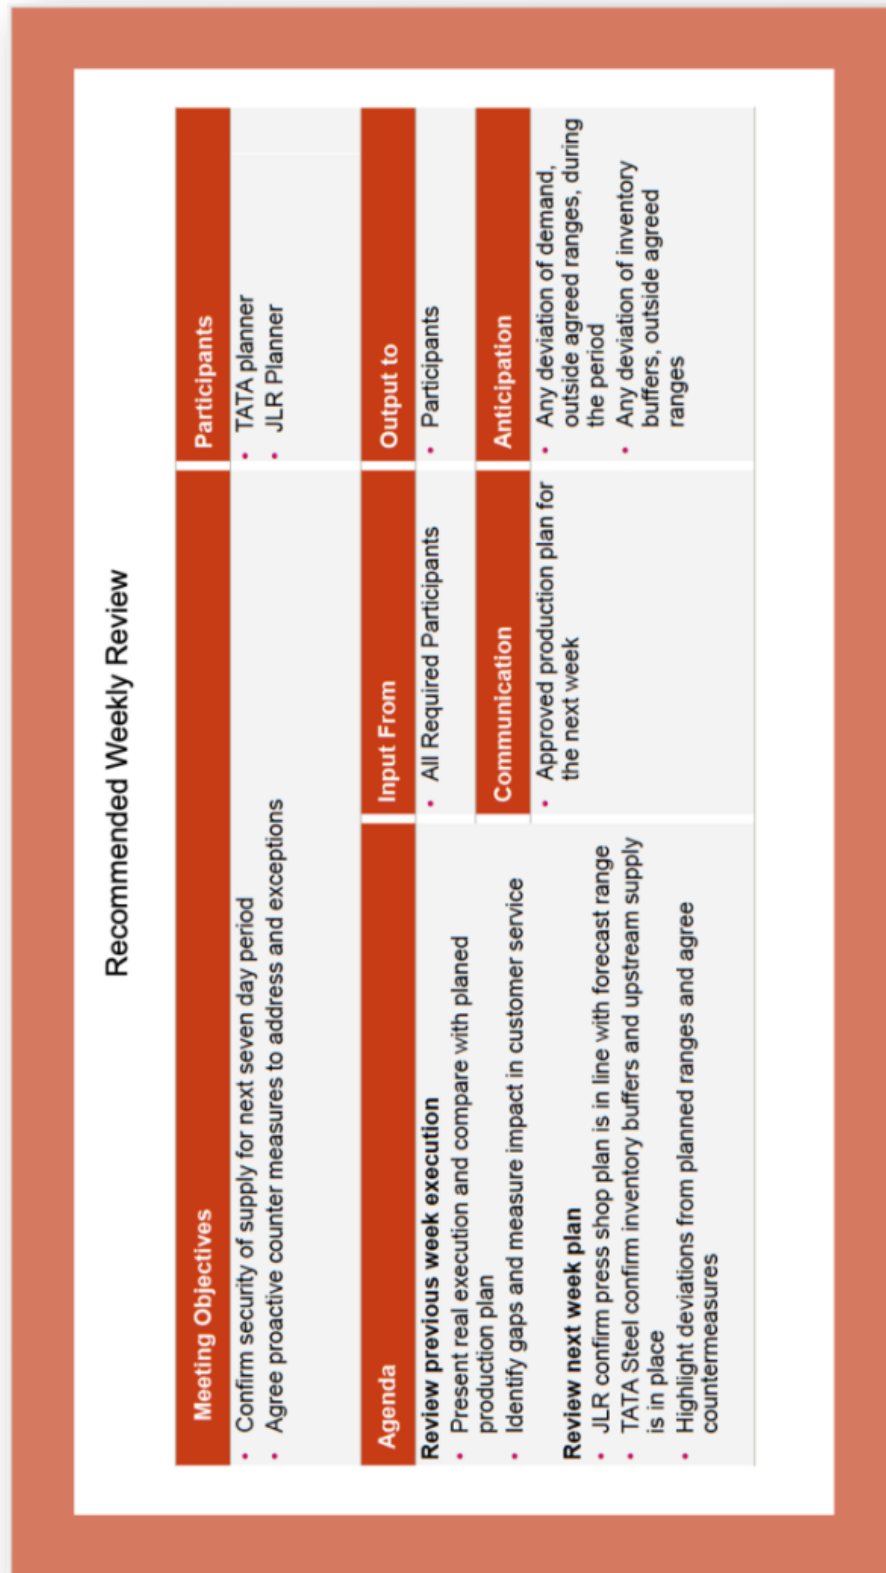 Recommended Weekly Review
Meeting Objectives
• Confirm security of supply for next seven day period
• Agree proactive counter measures to address and exceptions
Participants
• TATA planner
• JLR Planner
Agenda
Review previous week execution
• Present real execution and compare with planed
production plan
• Identify gaps and measure impact in customer service
Review next week plan
• JLR confirm press shop plan is in line with forecast range
• TATA Steel confirm inventory buffers and upstream supply
is in place
• Highlight deviations from planned ranges and agree
countermeasures
Input From
• All Required Participants
Output to
• Participants
Communication
• Approved production plan for
the next week
Anticipation
• Any deviation of demand,
outside agreed ranges, during
the period
• Any deviation of inventory
buffers, outside agreed
ranges